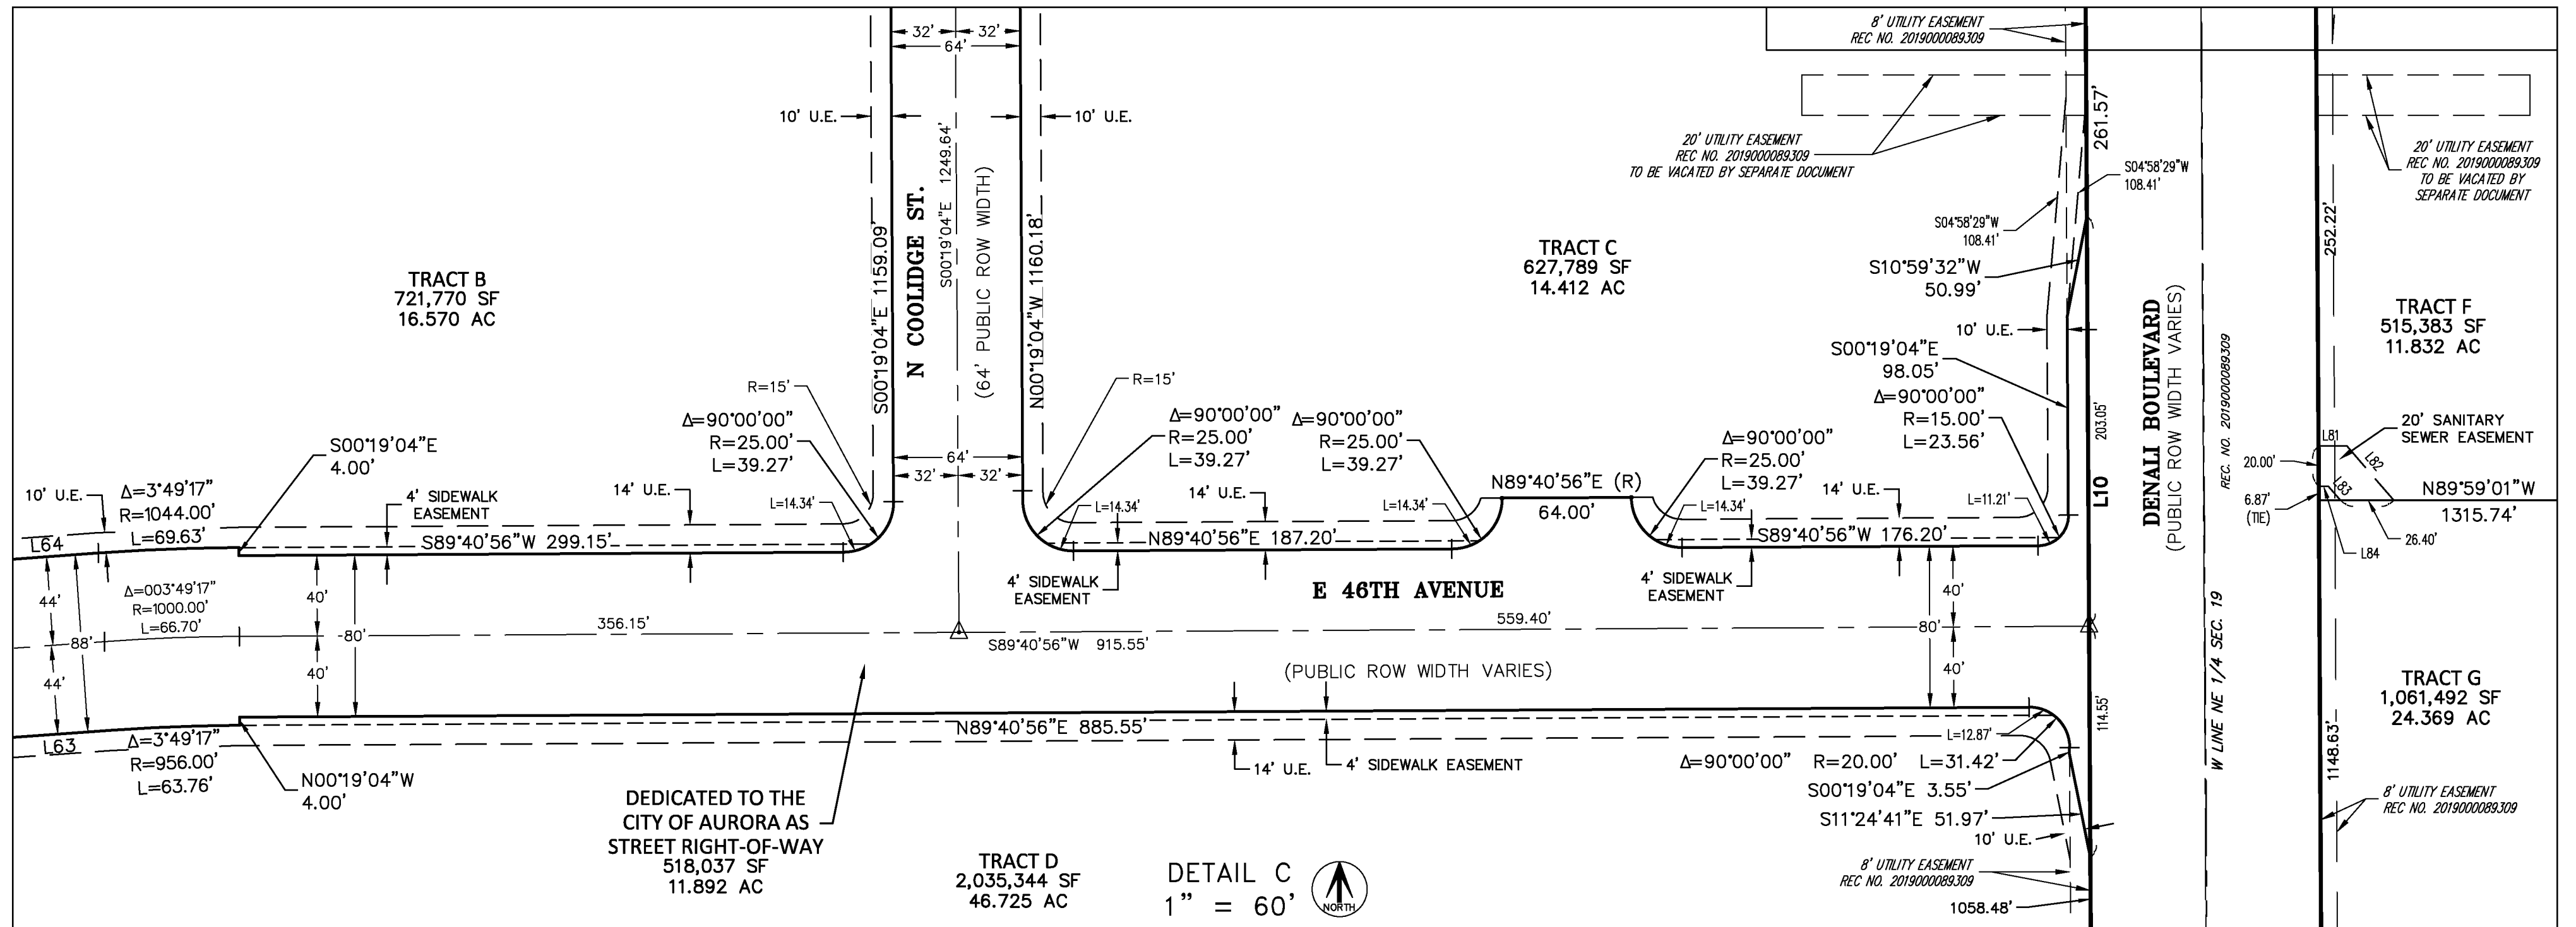 32' 32'
64'
10' U.E.
10' U.E.
8' UTILITY EASEMENT
REC NO. 2019000089309
20' UTILITY EASEMENT
REC NO. 2019000089309
TO BE VACATED BY SEPARATE DOCUMENT
261.57'
S04°58'29"W
108.41'
S04°58'29"W
108.41'
20' UTILITY EASEMENT
REC NO. 2019000089309
TO BE VACATED BY
SEPARATE DOCUMENT
252.22'
TRACT B
721,770 SF
16.570 AC
S00°19'04"E 1159.09'
N COOLIDGE ST.
S00°19'04"E 1249.64'
(64' PUBLIC ROW WIDTH)
N00°19'04"W 1160.18'
TRACT C
627,789 SF
14.412 AC
S10°59'32"W
50.99'
10' U.E.
S00°19'04"E
98.05'
Δ=90°00'00"
R=15.00'
L=23.56'
203.05'
L10
DENALI BOULEVARD
(PUBLIC ROW WIDTH VARIES)
REC. NO. 2019000089309
W LINE NE 1/4 SEC. 19
TRACT F
515,383 SF
11.832 AC
20' SANITARY
SEWER EASEMENT
L81
L82
L83
20.00'
6.87'
(TIE)
L84
26.40'
N89°59'01"W
1315.74'
R=15'
R=15'
Δ=90°00'00"
R=25.00'
L=39.27'
64'
32' 32'
Δ=90°00'00"
R=25.00'
L=39.27'
Δ=90°00'00"
R=25.00'
L=39.27'
N89°40'56"E (R)
64.00'
Δ=90°00'00"
R=25.00'
L=39.27'
S00°19'04"E
4.00'
10' U.E.
Δ=3°49'17"
R=1044.00'
L=69.63'
L64
4' SIDEWALK
EASEMENT
14' U.E.
L=14.34'
L=14.34'
14' U.E.
L=14.34'
L=14.34'
14' U.E.
L=11.21'
S89°40'56"W 299.15'
N89°40'56"E 187.20'
S89°40'56"W 176.20'
4' SIDEWALK
EASEMENT
E 46TH AVENUE
4' SIDEWALK
EASEMENT
44'
88'
44'
Δ=003°49'17"
R=1000.00'
L=66.70'
40'
80'
40'
356.15'
S89°40'56"W 915.55'
559.40'
40'
80'
40'
(PUBLIC ROW WIDTH VARIES)
114.55'
TRACT G
1,061,492 SF
24.369 AC
1148.63'
8' UTILITY EASEMENT
REC NO. 2019000089309
L63
Δ=3°49'17"
R=956.00'
L=63.76'
N00°19'04"W
4.00'
N89°40'56"E 885.55'
14' U.E.
4' SIDEWALK EASEMENT
L=12.87'
Δ=90°00'00" R=20.00' L=31.42'
S00°19'04"E 3.55'
S11°24'41"E 51.97'
10' U.E.
8' UTILITY EASEMENT
REC NO. 2019000089309
1058.48'
DEDICATED TO THE
CITY OF AURORA AS
STREET RIGHT-OF-WAY
518,037 SF
11.892 AC
TRACT D
2,035,344 SF
46.725 AC
DETAIL C
1" = 60'
NORTH